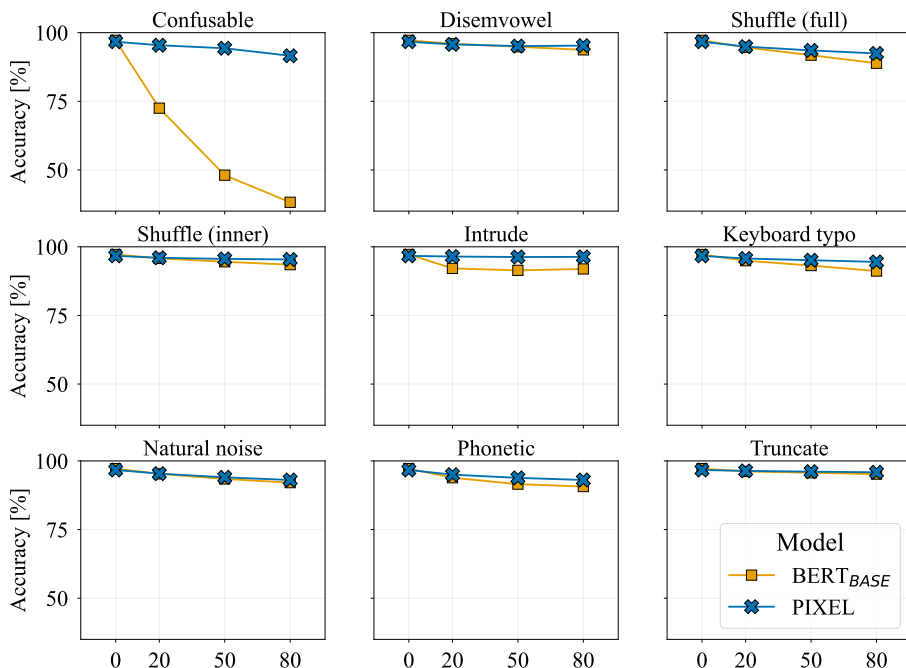 Confusable
Disemvowel
Shuffle (full)
100
75
50
Accuracy [%]
Shuffle (inner)
Intrude
Keyboard typo
100
75
50
Accuracy [%]
Natural noise
Phonetic
Truncate
100
75
50
Accuracy [%]
Model
BERT_BASE
PIXEL
0 20 50 80
0 20 50 80
0 20 50 80